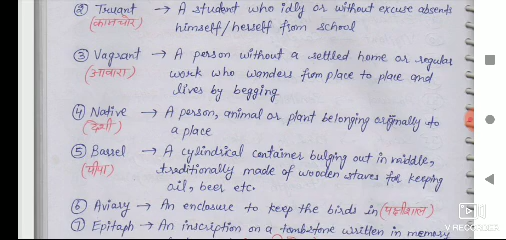 ② Truant → A student who idly or without excuse absents
(कामचोर) himself/herself from school
③ Vagrant → A person without a settled home or regular
(आवारा) work who wanders from place to place and
lives by begging
④ Native → A person, animal or plant belonging originally to
(देशी) a place
⑤ Barrel → A cylindrical container bulging out in middle,
(पीपा) traditionally made of wooden staves for keeping
oil, beer etc.
⑥ Aviary → An enclosure to keep the birds in (पक्षीशाला)
⑦ Epitaph → An inscription on a tombstone written in memory
V RECORDER